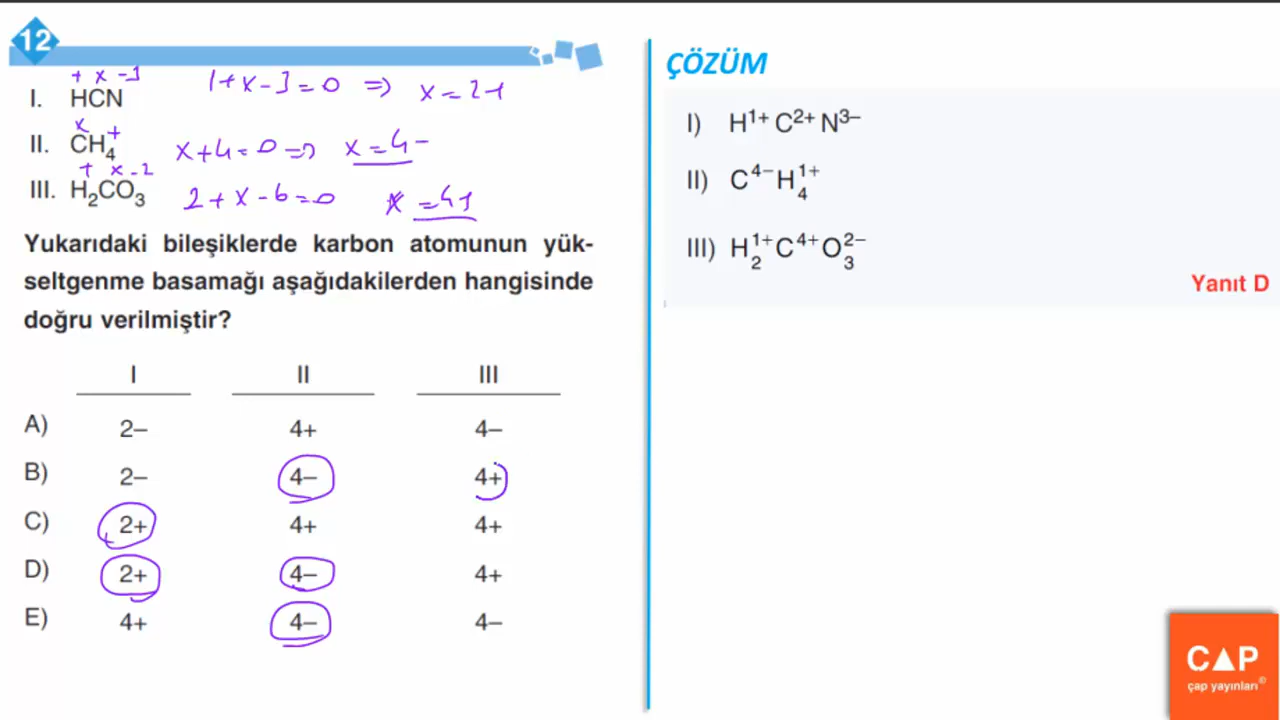 12
+ x -3
I. HCN 1+x-3=0 => x=2+
x +
II. CH₄ x+4=0=> x=4-
+ x -2
III. H₂CO₃ 2+x-6=0 x=4+
Yukarıdaki bileşiklerde karbon atomunun yük-
seltgenme basamağı aşağıdakilerden hangisinde
doğru verilmiştir?
I II III
A) 2– 4+ 4–
B) 2– 4– 4+
C) 2+ 4+ 4+
D) 2+ 4– 4+
E) 4+ 4– 4–
ÇÖZÜM
I) H¹⁺ C²⁺ N³⁻
II) C⁴⁻H₄¹⁺
III) H₂¹⁺C⁴⁺O₃²⁻
Yanıt D
ÇAP
çap yayınları©